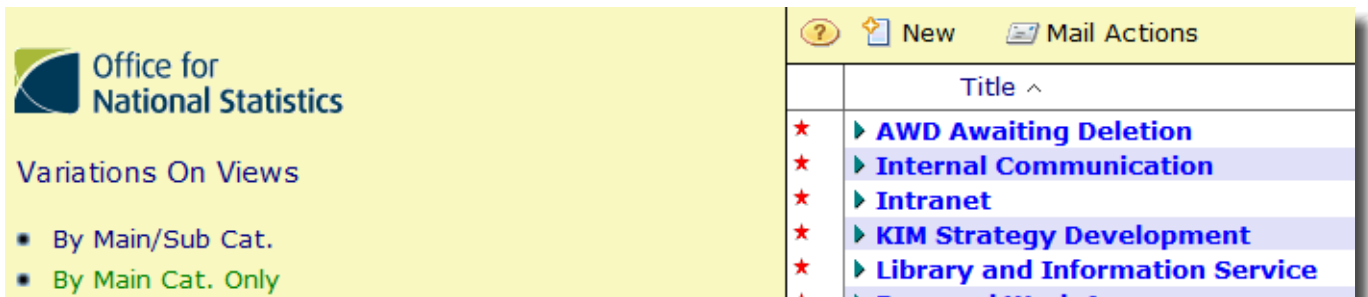 Office for
National Statistics
Variations On Views
By Main/Sub Cat.
By Main Cat. Only
? New Mail Actions
Title ^
AWD Awaiting Deletion
Internal Communication
Intranet
KIM Strategy Development
Library and Information Service